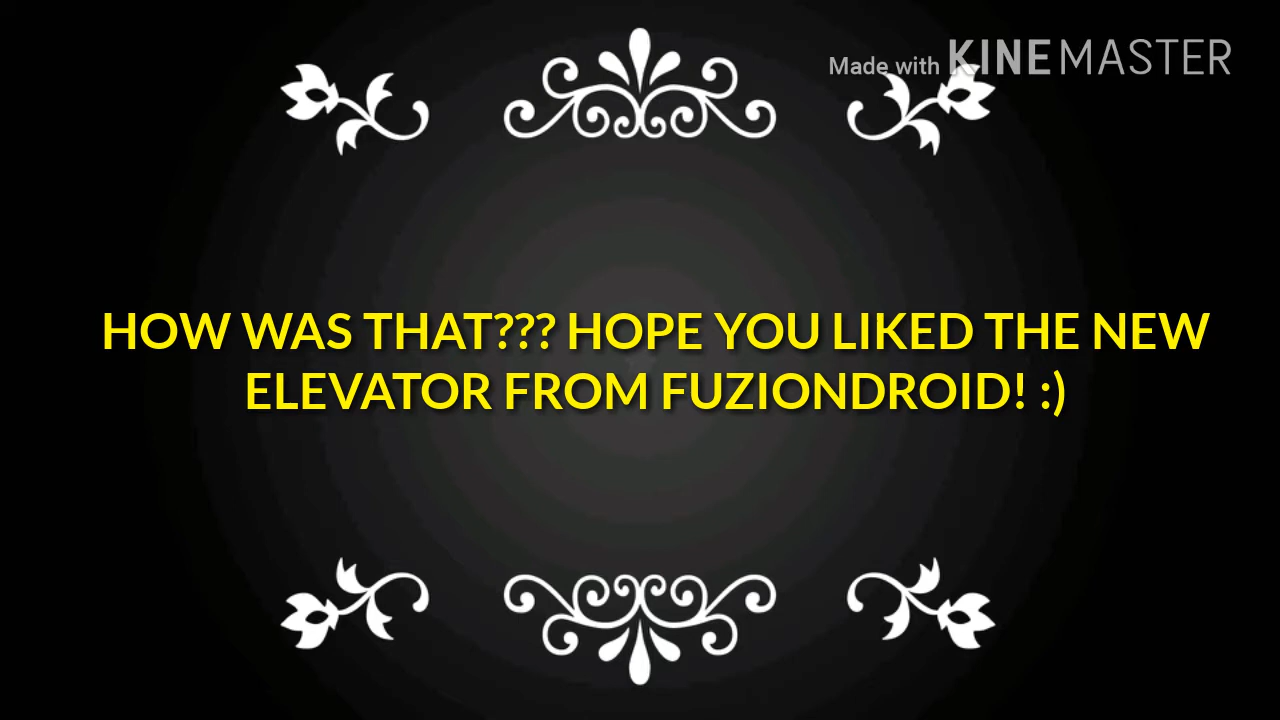 Made with KINEMASTER
HOW WAS THAT??? HOPE YOU LIKED THE NEW
ELEVATOR FROM FUZIONDROID! :)